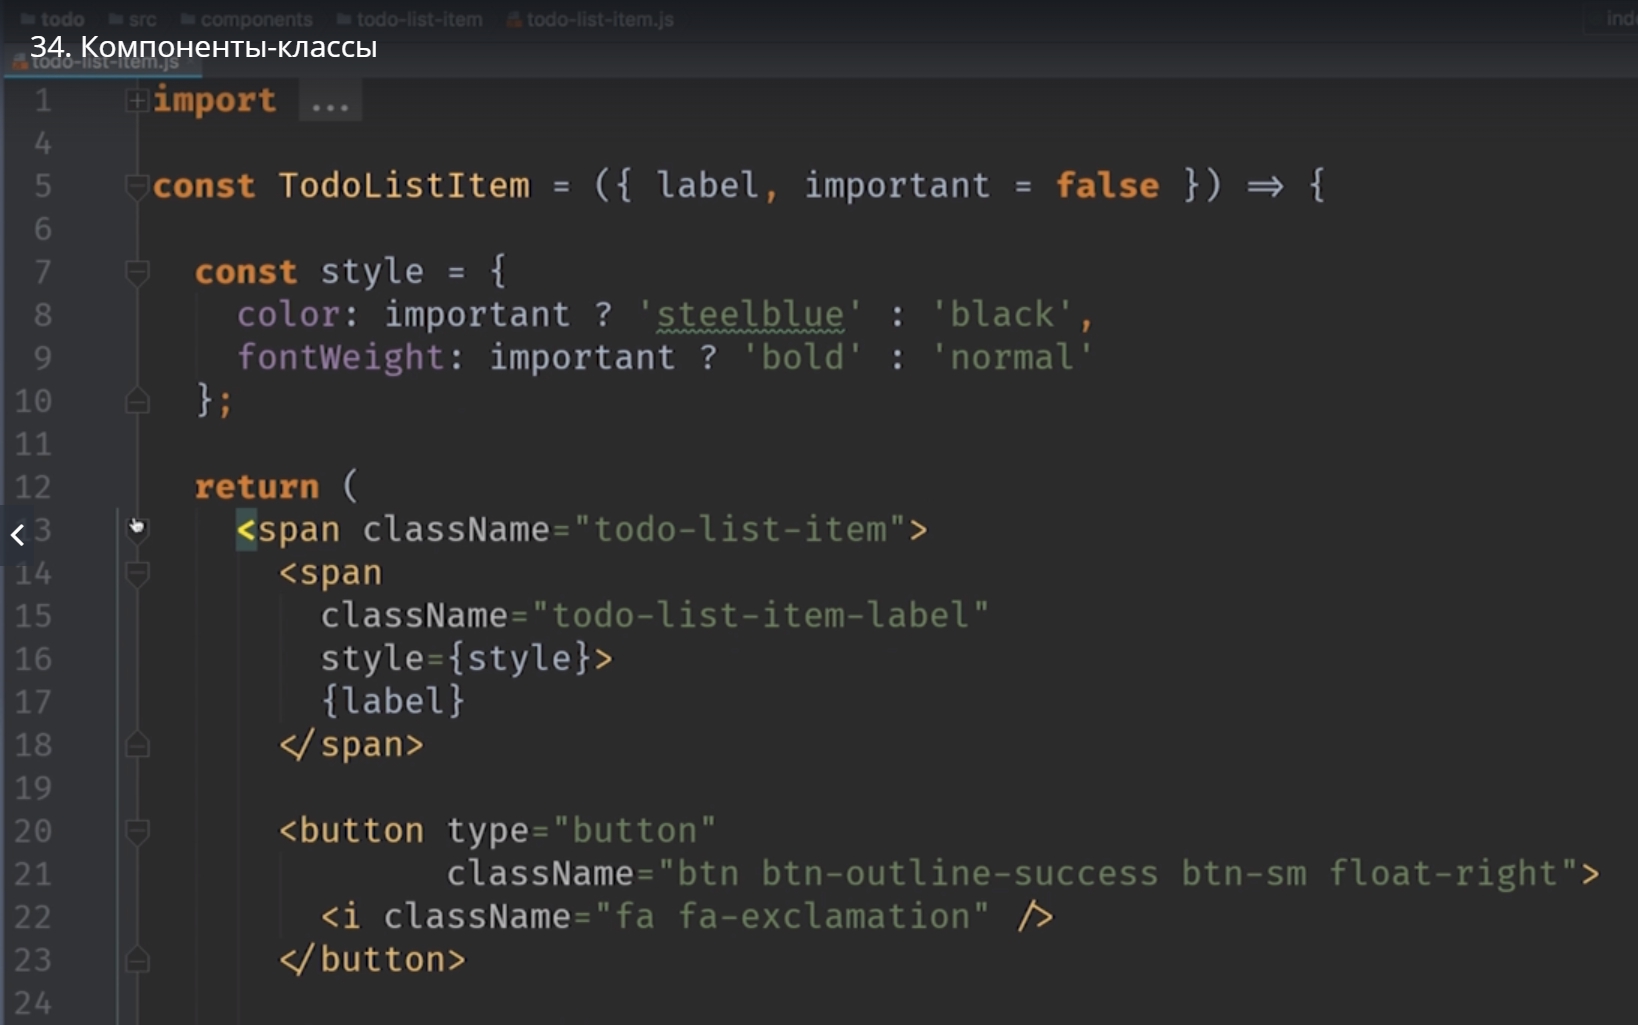 todo src components todo-list-item todo-list-item.js
34. Компоненты-классы
todo-list-item.js
1 import ...
4
5 const TodoListItem = ({ label, important = false }) => {
6
7 const style = {
8 color: important ? 'steelblue' : 'black',
9 fontWeight: important ? 'bold' : 'normal'
10 };
11
12 return (
3 <span className="todo-list-item">
14 <span
15 className="todo-list-item-label"
16 style={style}>
17 {label}
18 </span>
19
20 <button type="button"
21 className="btn btn-outline-success btn-sm float-right">
22 <i className="fa fa-exclamation" />
23 </button>
24